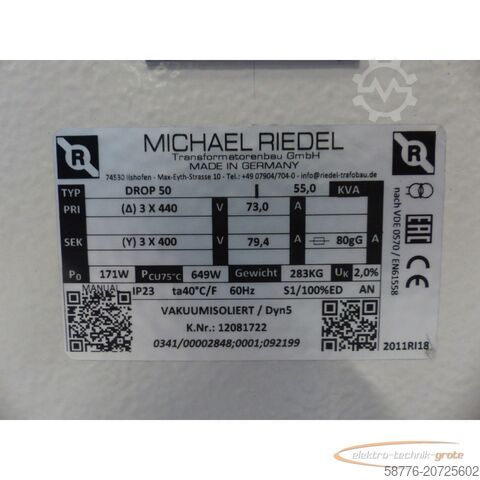 MICHAEL RIEDEL
Transformatorenbau GmbH
MADE IN GERMANY
74530 Ilshofen - Max-Eyth-Strasse 10 - Tel.: +49 07904/704-0 - info@riedel-trafobau.de
R
R
TYP DROP 50 I 55,0 KVA
PRI (Δ) 3 X 440 V 73,0 A
SEK (Y) 3 X 400 V 79,4 A 80gG A
P0 171W PCU75°C 649W Gewicht 283KG UK 2,0%
MANUAL IP23 ta40°C/F 60Hz S1/100%ED AN
VAKUUMISOLIERT / Dyn5
K.Nr.: 12081722
0341/00002848;0001;092199
2011RI18
nach VDE 0570 / EN61558
EAC CE
elektro-technik-grote
58776-20725602